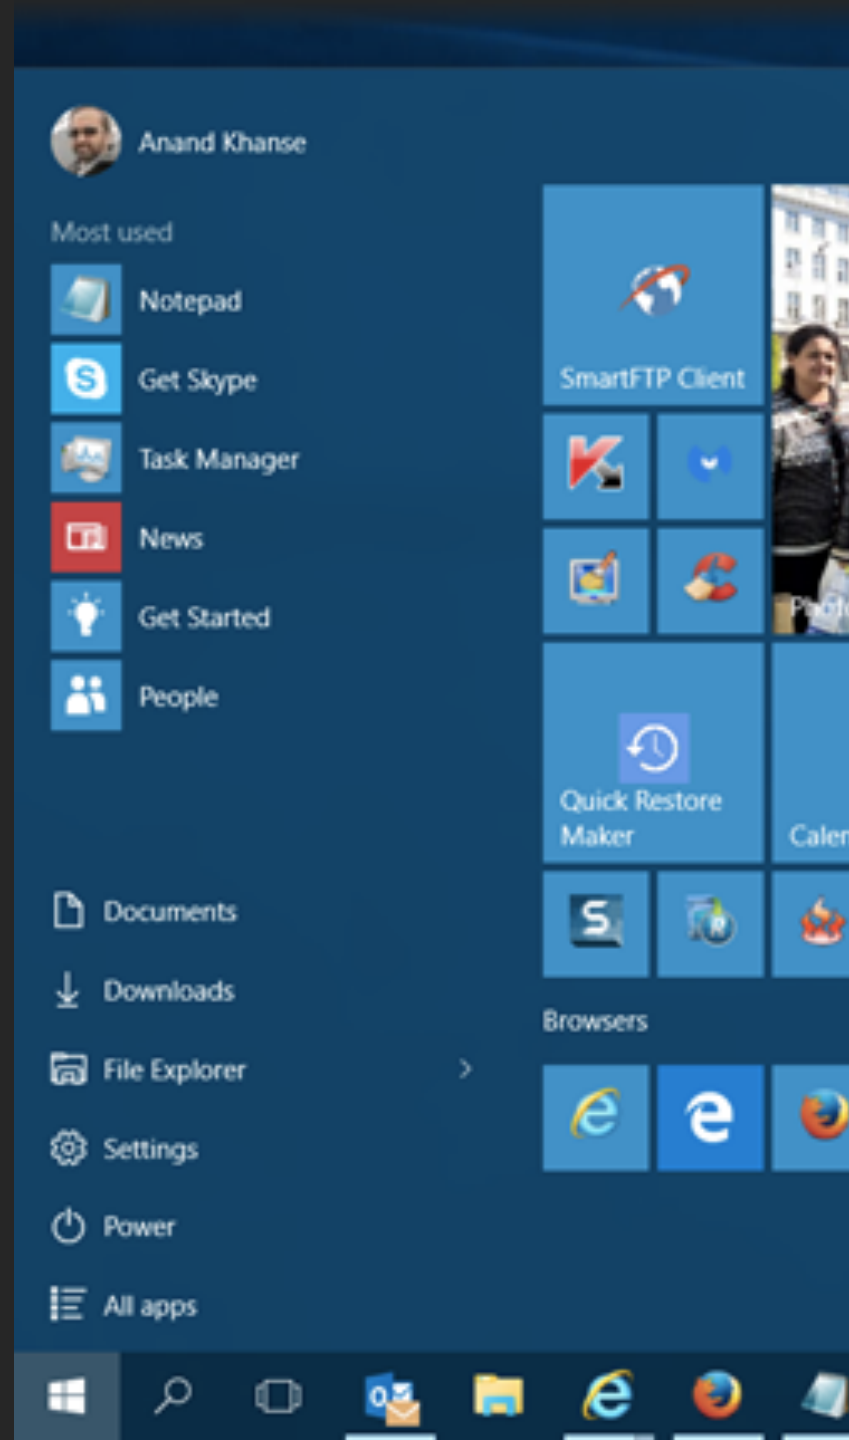 Anand Khanse
Most used
Notepad
Get Skype
Task Manager
News
Get Started
People
Documents
Downloads
File Explorer
Settings
Power
All apps
SmartFTP Client
Quick Restore
Maker
Calen
Browsers